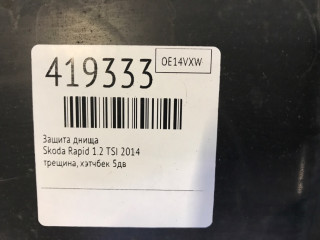 OE14VXW
419333
Защита днища
Skoda Rapid 1.2 TSI 2014
трещина, хэтчбек 5дв